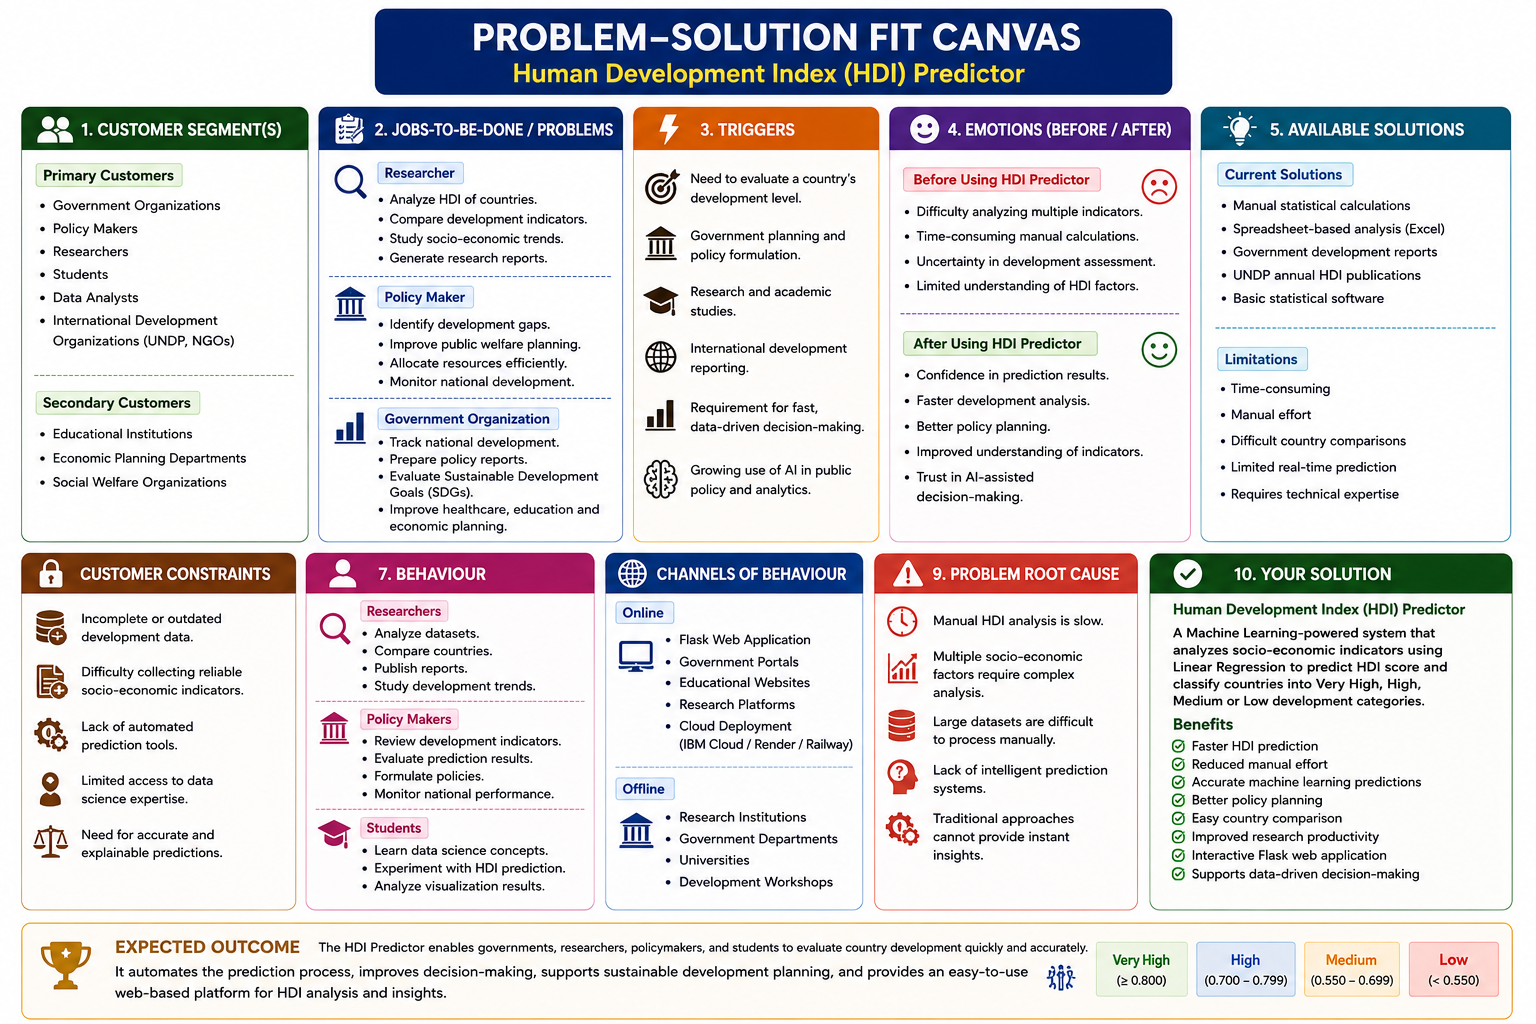 PROBLEM–SOLUTION FIT CANVAS
Human Development Index (HDI) Predictor
1. CUSTOMER SEGMENT(S)
Primary Customers
• Government Organizations
• Policy Makers
• Researchers
• Students
• Data Analysts
• International Development
Organizations (UNDP, NGOs)
Secondary Customers
• Educational Institutions
• Economic Planning Departments
• Social Welfare Organizations
2. JOBS-TO-BE-DONE / PROBLEMS
Researcher
• Analyze HDI of countries.
• Compare development indicators.
• Study socio-economic trends.
• Generate research reports.
Policy Maker
• Identify development gaps.
• Improve public welfare planning.
• Allocate resources efficiently.
• Monitor national development.
Government Organization
• Track national development.
• Prepare policy reports.
• Evaluate Sustainable Development
Goals (SDGs).
• Improve healthcare, education and
economic planning.
3. TRIGGERS
Need to evaluate a country's
development level.
Government planning and
policy formulation.
Research and academic
studies.
International development
reporting.
Requirement for fast,
data-driven decision-making.
Growing use of AI in public
policy and analytics.
4. EMOTIONS (BEFORE / AFTER)
Before Using HDI Predictor
• Difficulty analyzing multiple indicators.
• Time-consuming manual calculations.
• Uncertainty in development assessment.
• Limited understanding of HDI factors.
After Using HDI Predictor
• Confidence in prediction results.
• Faster development analysis.
• Better policy planning.
• Improved understanding of indicators.
• Trust in AI-assisted
decision-making.
5. AVAILABLE SOLUTIONS
Current Solutions
• Manual statistical calculations
• Spreadsheet-based analysis (Excel)
• Government development reports
• UNDP annual HDI publications
• Basic statistical software
Limitations
• Time-consuming
• Manual effort
• Difficult country comparisons
• Limited real-time prediction
• Requires technical expertise
CUSTOMER CONSTRAINTS
Incomplete or outdated
development data.
Difficulty collecting reliable
socio-economic indicators.
Lack of automated
prediction tools.
Limited access to data
science expertise.
Need for accurate and
explainable predictions.
7. BEHAVIOUR
Researchers
• Analyze datasets.
• Compare countries.
• Publish reports.
• Study development trends.
Policy Makers
• Review development indicators.
• Evaluate prediction results.
• Formulate policies.
• Monitor national performance.
Students
• Learn data science concepts.
• Experiment with HDI prediction.
• Analyze visualization results.
CHANNELS OF BEHAVIOUR
Online
• Flask Web Application
• Government Portals
• Educational Websites
• Research Platforms
• Cloud Deployment
(IBM Cloud / Render / Railway)
Offline
• Research Institutions
• Government Departments
• Universities
• Development Workshops
9. PROBLEM ROOT CAUSE
Manual HDI analysis is slow.
Multiple socio-economic
factors require complex
analysis.
Large datasets are difficult
to process manually.
Lack of intelligent prediction
systems.
Traditional approaches
cannot provide instant
insights.
10. YOUR SOLUTION
Human Development Index (HDI) Predictor
A Machine Learning-powered system that
analyzes socio-economic indicators using
Linear Regression to predict HDI score and
classify countries into Very High, High,
Medium or Low development categories.
Benefits
Faster HDI prediction
Reduced manual effort
Accurate machine learning predictions
Better policy planning
Easy country comparison
Improved research productivity
Interactive Flask web application
Supports data-driven decision-making
EXPECTED OUTCOME The HDI Predictor enables governments, researchers, policymakers, and students to evaluate country development quickly and accurately.
It automates the prediction process, improves decision-making, supports sustainable development planning, and provides an easy-to-use
web-based platform for HDI analysis and insights.
Very High
(≥ 0.800)
High
(0.700 – 0.799)
Medium
(0.550 – 0.699)
Low
(< 0.550)